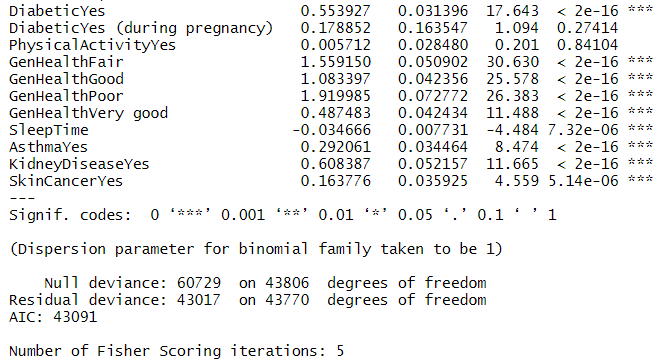 DiabeticYes 0.553927 0.031396 17.643 < 2e-16 ***
DiabeticYes (during pregnancy) 0.178852 0.163547 1.094 0.27414
PhysicalActivityYes 0.005712 0.028480 0.201 0.84104
GenHealthFair 1.559150 0.050902 30.630 < 2e-16 ***
GenHealthGood 1.083397 0.042356 25.578 < 2e-16 ***
GenHealthPoor 1.919985 0.072772 26.383 < 2e-16 ***
GenHealthVery good 0.487483 0.042434 11.488 < 2e-16 ***
SleepTime -0.034666 0.007731 -4.484 7.32e-06 ***
AsthmaYes 0.292061 0.034464 8.474 < 2e-16 ***
KidneyDiseaseYes 0.608387 0.052157 11.665 < 2e-16 ***
SkinCancerYes 0.163776 0.035925 4.559 5.14e-06 ***
---
Signif. codes: 0 ‘***’ 0.001 ‘**’ 0.01 ‘*’ 0.05 ‘.’ 0.1 ‘ ’ 1
(Dispersion parameter for binomial family taken to be 1)
Null deviance: 60729 on 43806 degrees of freedom
Residual deviance: 43017 on 43770 degrees of freedom
AIC: 43091
Number of Fisher Scoring iterations: 5